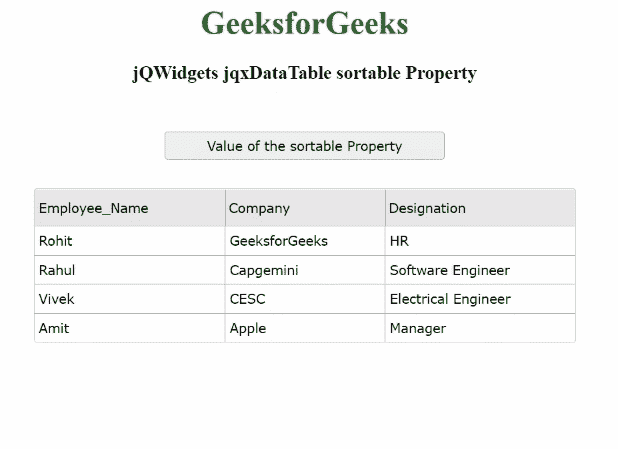 GeeksforGeeks
jQWidgets jqxDataTable sortable Property
Value of the sortable Property
Employee_Name Company Designation
Rohit GeeksforGeeks HR
Rahul Capgemini Software Engineer
Vivek CESC Electrical Engineer
Amit Apple Manager